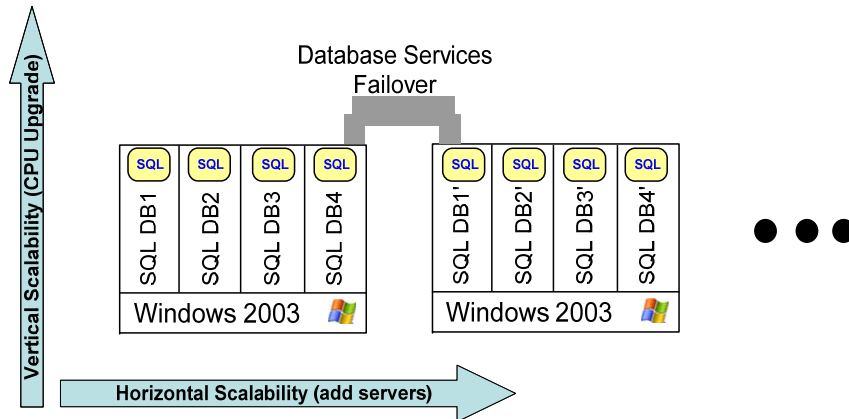 Database Services
Failover
Vertical Scalability (CPU Upgrade)
SQL SQL SQL SQL
SQL DB1 SQL DB2 SQL DB3 SQL DB4
Windows 2003
SQL SQL SQL SQL
SQL DB1' SQL DB2' SQL DB3' SQL DB4'
Windows 2003
Horizontal Scalability (add servers)